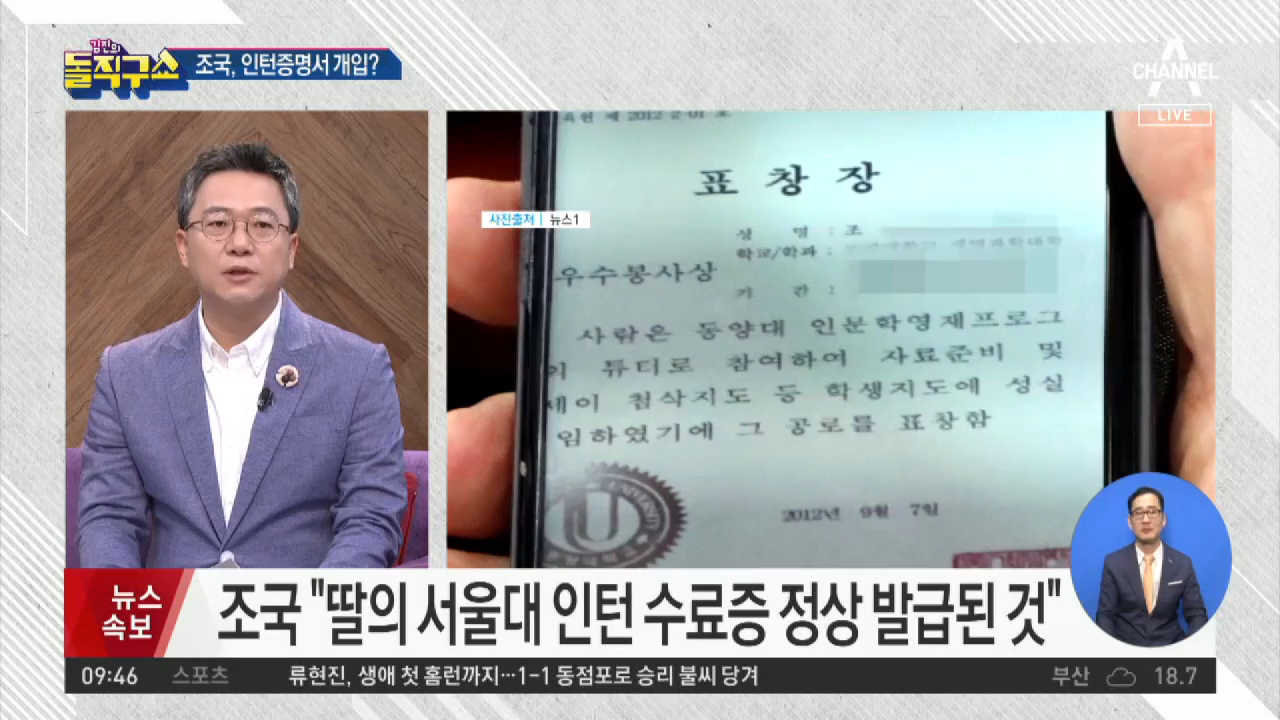 김진의
돌직구쇼
조국, 인턴증명서 개입?
CHANNEL A
LIVE
제 2012-2-01 호
표 창 장
사진출처 | 뉴스1
성 명 : 조
학교/학과 :
우수봉사상
기 간 :
사람은 동양대 인문학영재프로그
의 튜터로 참여하여 자료준비 및
세이 첨삭지도 등 학생지도에 성실
임하였기에 그 공로를 표창함
U
2012년 9월 7일
뉴스
속보
조국 "딸의 서울대 인턴 수료증 정상 발급된 것"
09:46 스포츠 류현진, 생애 첫 홈런까지…1-1 동점포로 승리 불씨 당겨 부산 18.7